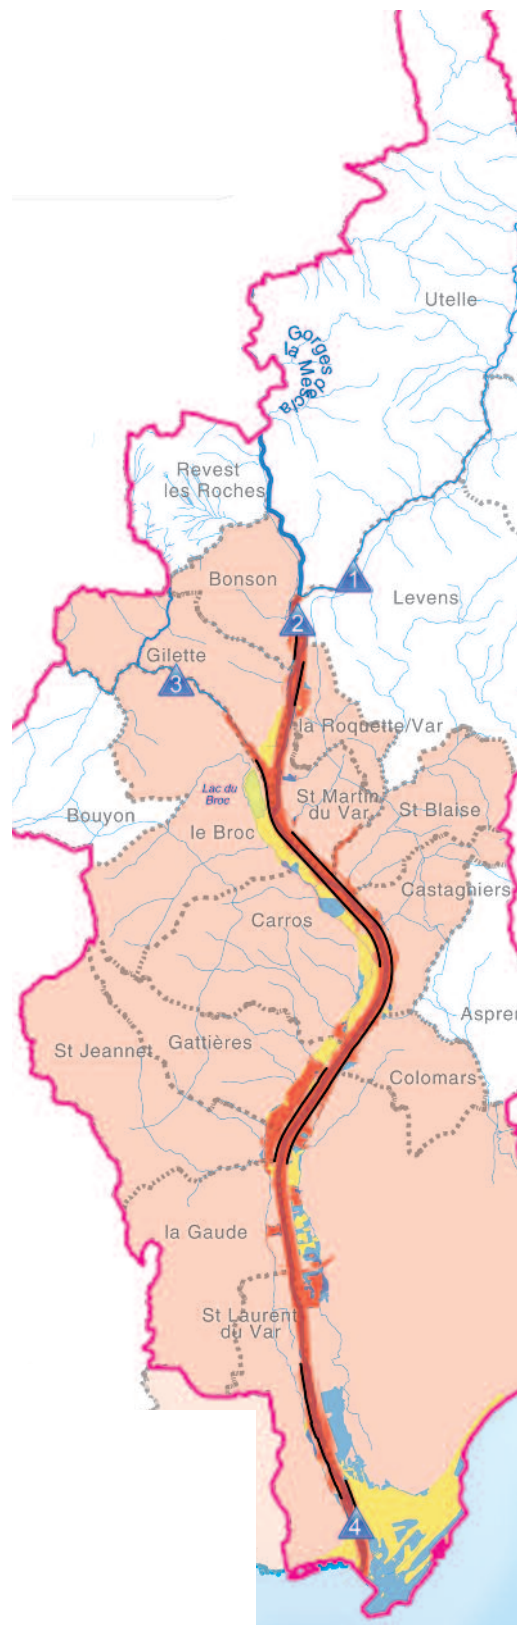 Utelle
Gorges de
la Mescla
Revest
les Roches
Bonson
1
Levens
2
Gilette
3
la Roquette/Var
Lac du
Broc
St Martin
du Var
St Blaise
Bouyon
le Broc
Castagniers
Carros
Aspre
Gattières
St Jeannet
Colomars
la Gaude
St Laurent
du Var
4